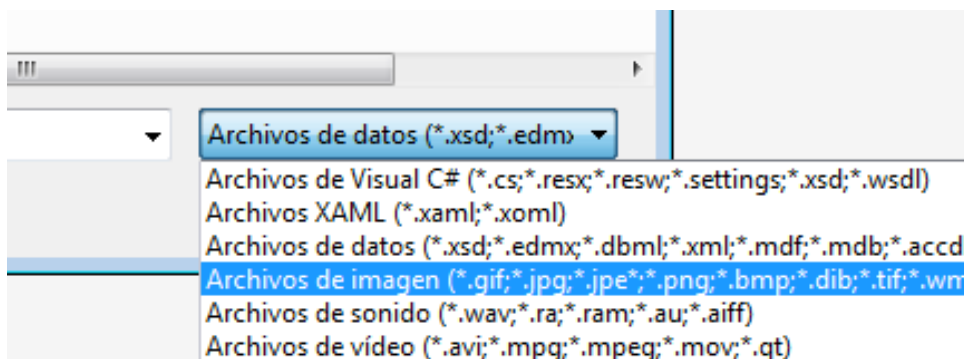 Archivos de datos (*.xsd;*.edmx
Archivos de Visual C# (*.cs;*.resx;*.resw;*.settings;*.xsd;*.wsdl)
Archivos XAML (*.xaml;*.xoml)
Archivos de datos (*.xsd;*.edmx;*.dbml;*.xml;*.mdf;*.mdb;*.accd
Archivos de imagen (*.gif;*.jpg;*.jpe*;*.png;*.bmp;*.dib;*.tif;*.wm
Archivos de sonido (*.wav;*.ra;*.ram;*.au;*.aiff)
Archivos de vídeo (*.avi;*.mpg;*.mpeg;*.mov;*.qt)